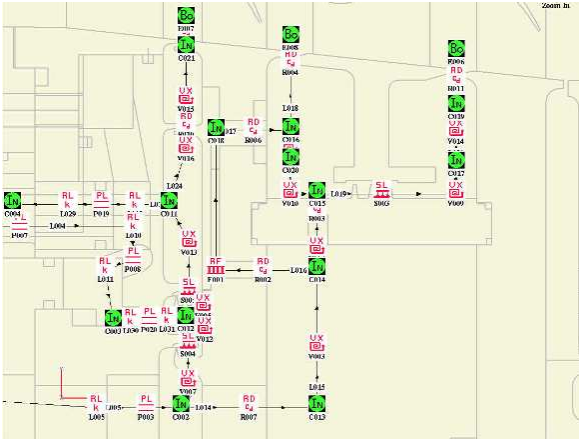 Zoom In
Bo
E007
In
C021
Bo
E008
RD
R004
Bo
E006
RD
R011
UX
V015
L018
In
C019
UX
V014
RD
UX
V016
In
C018
RD
R006
In
C016
In
C020
In
C017
L024
In
C004
RL
L029
PL
P019
RL
In
C011
UX
V010
In
C015
R003
L019
SL
S003
UX
V009
PL
P007
L004
RL
L010
UX
V013
UX
RL
L011
PL
P008
RF
F001
RD
R002
L016
In
C014
SL
UX
In
C003
RL
L030
PL
P020
RL
L031
In
C012
UX
V012
SL
S004
UX
V003
UX
V007
L015
RL
L005
L005
PL
P003
In
C002
L014
RD
R007
In
C013